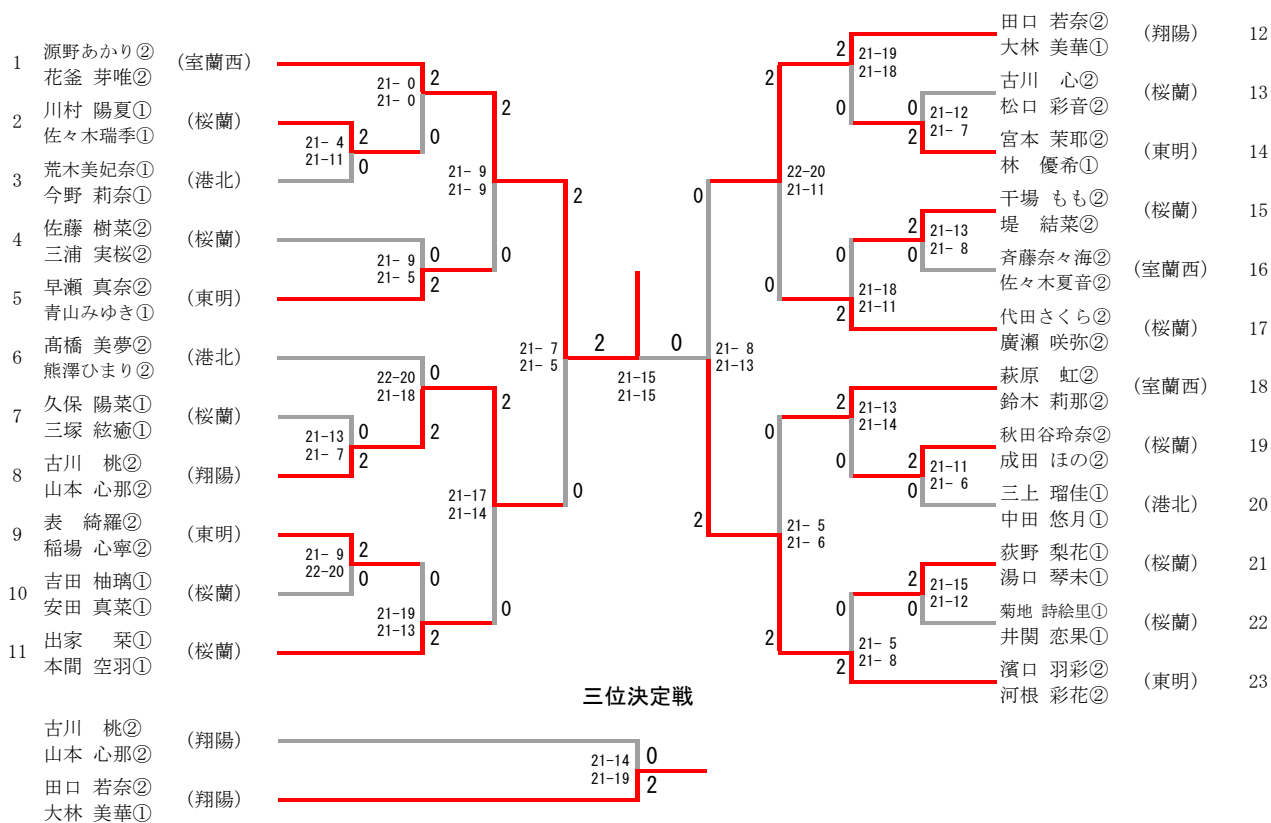 1 源野あかり② (室蘭西)
花釜 芽唯②
2 川村 陽夏① (桜蘭)
佐々木瑞季①
3 荒木美妃奈① (港北)
今野 莉奈①
4 佐藤 樹菜② (桜蘭)
三浦 実桜②
5 早瀬 真奈② (東明)
青山みゆき①
6 髙橋 美夢② (港北)
熊澤ひまり②
7 久保 陽菜① (桜蘭)
三塚 絃癒①
8 古川 桃② (翔陽)
山本 心那②
9 表 綺羅② (東明)
稲場 心寧②
10 吉田 柚璃① (桜蘭)
安田 真菜①
11 出家 栞① (桜蘭)
本間 空羽①
21- 0 2
21- 0 0
21- 4 2
21-11 0
21- 9 2
21- 9 0
21- 9 0
21- 5 2
22-20 0
21-18 2
21-13 0
21- 7 2
21-17 2
21-14 0
21- 9 2
22-20 0
21-19 0
21-13 2
21- 7 2
21- 5 0
2 0
21-15
21-15
田口 若奈② (翔陽) 12
大林 美華①
古川 心② (桜蘭) 13
松口 彩音②
宮本 茉耶② (東明) 14
林 優希①
干場 もも② (桜蘭) 15
堤 結菜②
斉藤奈々海② (室蘭西) 16
佐々木夏音②
代田さくら② (桜蘭) 17
廣瀬 咲弥②
萩原 虹② (室蘭西) 18
鈴木 莉那②
秋田谷玲奈② (桜蘭) 19
成田 ほの②
三上 瑠佳① (港北) 20
中田 悠月①
荻野 梨花① (桜蘭) 21
湯口 琴未①
菊地 詩絵里① (桜蘭) 22
井関 恋果①
濱口 羽彩② (東明) 23
河根 彩花②
2 21-19
0 21-18
0 21-12
2 21- 7
2 22-20
0 21-11
2 21-13
0 21- 8
0 21-18
2 21-11
0 21- 8
2 21-13
2 21-13
0 21-14
2 21-11
0 21- 6
0 21- 5
2 21- 6
2 21-15
0 21-12
0 21- 5
2 21- 8
三位決定戦
古川 桃② (翔陽)
山本 心那②
田口 若奈② (翔陽)
大林 美華①
21-14 0
21-19 2